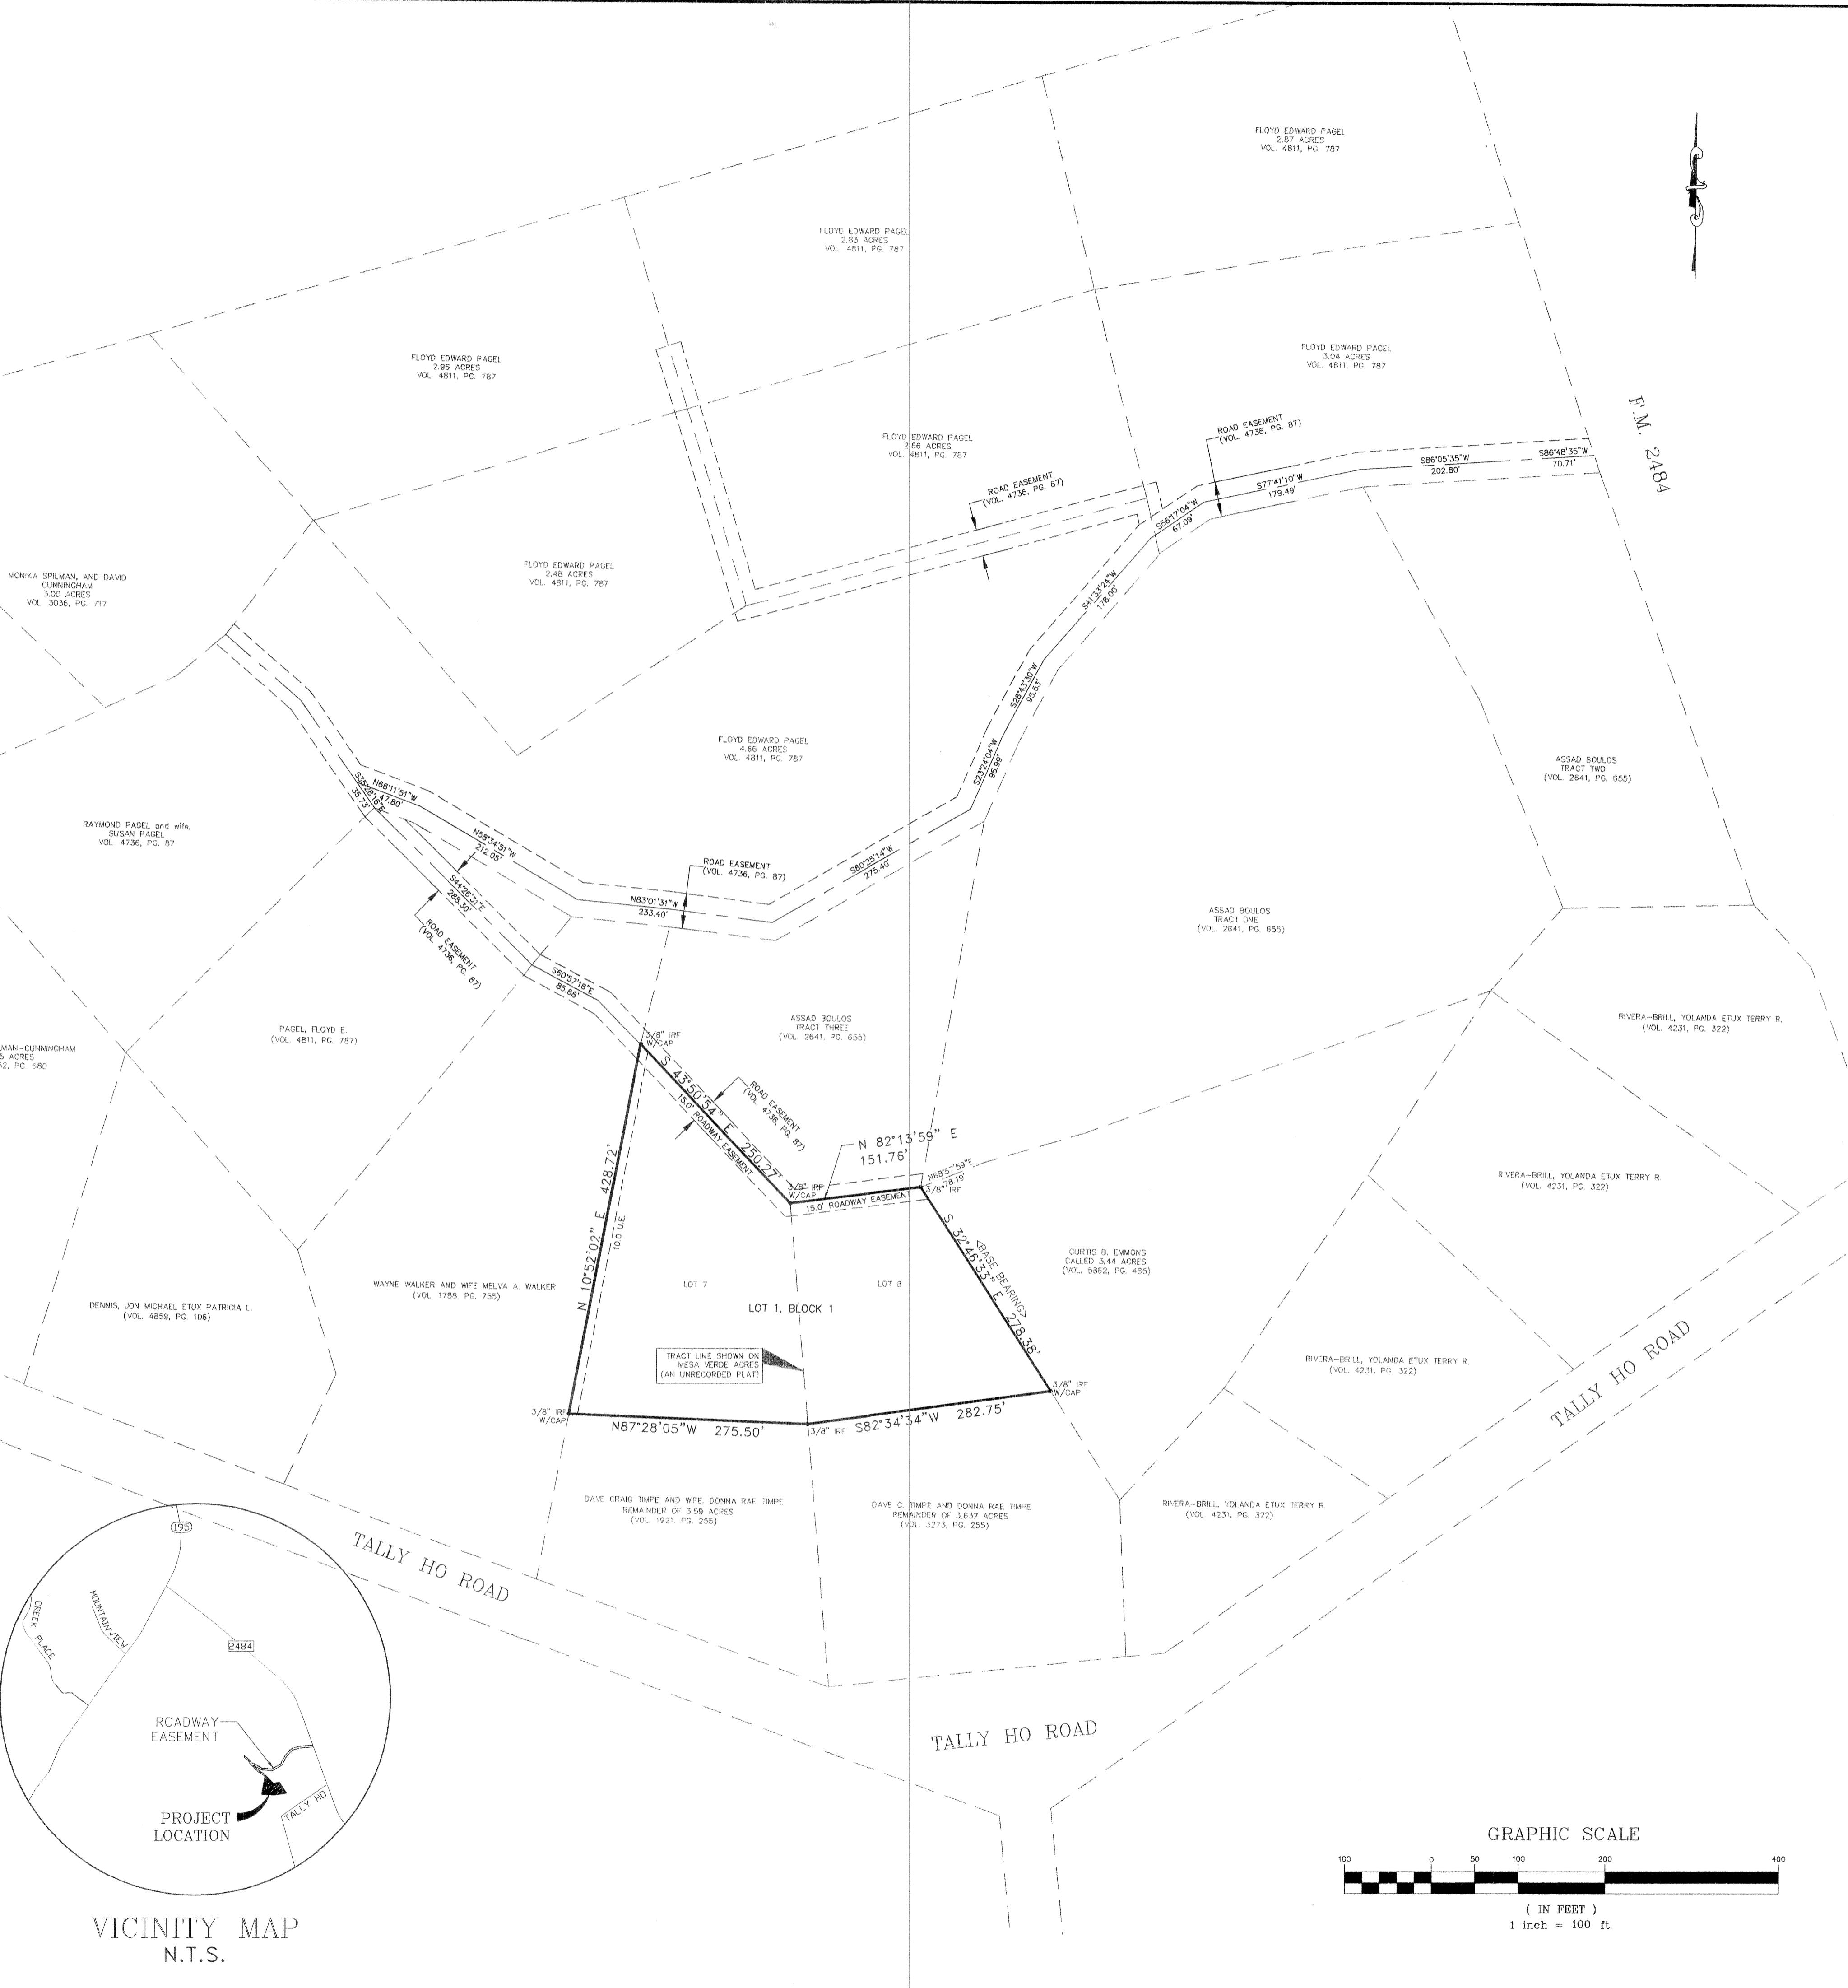 FLOYD EDWARD PAGEL
2.87 ACRES
VOL. 4811, PG. 787
FLOYD EDWARD PAGEL
2.83 ACRES
VOL. 4811, PG. 787
FLOYD EDWARD PAGEL
2.96 ACRES
VOL. 4811, PG. 787
FLOYD EDWARD PAGEL
3.04 ACRES
VOL. 4811, PG. 787
F.M. 2484
ROAD EASEMENT
(VOL. 4736, PG. 87)
FLOYD EDWARD PAGEL
2.66 ACRES
VOL. 4811, PG. 787
S86°48'35"W
70.71'
S86°05'35"W
202.80'
S77°41'10"W
179.49'
S56°17'04"W
67.09'
ROAD EASEMENT
(VOL. 4736, PG. 87)
S41°33'24"W
178.00'
FLOYD EDWARD PAGEL
2.48 ACRES
VOL. 4811, PG. 787
MONIKA SPILMAN, AND DAVID
CUNNINGHAM
3.00 ACRES
VOL. 3036, PG. 717
S28°43'30"W
95.53'
S23°24'04"W
95.99'
FLOYD EDWARD PAGEL
4.66 ACRES
VOL. 4811, PG. 787
ASSAD BOULOS
TRACT TWO
(VOL. 2641, PG. 655)
S35°28'16"E
35.73'
N68°11'51"W
47.80'
RAYMOND PAGEL and wife,
SUSAN PAGEL
VOL. 4736, PG. 87
N58°34'51"W
212.05'
S60°25'14"W
275.40'
ROAD EASEMENT
(VOL. 4736, PG. 87)
S44°26'31"E
288.30'
N83°01'31"W
233.40'
ROAD EASEMENT
(VOL. 4736, PG. 87)
ASSAD BOULOS
TRACT ONE
(VOL. 2641, PG. 655)
S60°57'16"E
85.68'
PAGEL, FLOYD E.
(VOL. 4811, PG. 787)
ASSAD BOULOS
TRACT THREE
(VOL. 2641, PG. 655)
RIVERA-BRILL, YOLANDA ETUX TERRY R.
(VOL. 4231, PG. 322)
MAN-CUNNINGHAM
5 ACRES
52, PG. 680
3/8" IRF
W/CAP
S 43°50'54" E 250.27'
15.0' ROADWAY EASEMENT
ROAD EASEMENT
(VOL. 4736, PG. 87)
N 82°13'59" E
151.76'
N68°57'59"E
78.19'
3/8" IRF
3/8" IRF
W/CAP
15.0' ROADWAY EASEMENT
RIVERA-BRILL, YOLANDA ETUX TERRY R.
(VOL. 4231, PG. 322)
N 10°52'02" E 428.72'
10.0 U.E.
S 32°46'33" E 278.38'
<BASE BEARING>
CURTIS B. EMMONS
CALLED 3.44 ACRES
(VOL. 5862, PG. 485)
WAYNE WALKER AND WIFE MELVA A. WALKER
(VOL. 1788, PG. 755)
LOT 7
LOT 8
LOT 1, BLOCK 1
DENNIS, JON MICHAEL ETUX PATRICIA L.
(VOL. 4859, PG. 106)
TRACT LINE SHOWN ON
MESA VERDE ACRES
(AN UNRECORDED PLAT)
RIVERA-BRILL, YOLANDA ETUX TERRY R.
(VOL. 4231, PG. 322)
TALLY HO ROAD
3/8" IRF
W/CAP
3/8" IRF
W/CAP
N87°28'05"W 275.50'
3/8" IRF
S82°34'34"W 282.75'
DAVE CRAIG TIMPE AND WIFE, DONNA RAE TIMPE
REMAINDER OF 3.59 ACRES
(VOL. 1921, PG. 255)
DAVE C. TIMPE AND DONNA RAE TIMPE
REMAINDER OF 3.637 ACRES
(VOL. 3273, PG. 255)
RIVERA-BRILL, YOLANDA ETUX TERRY R.
(VOL. 4231, PG. 322)
TALLY HO ROAD
TALLY HO ROAD
195
MOUNTAINVIEW
CREEK PLACE
2484
ROADWAY
EASEMENT
TALLY HO
PROJECT
LOCATION
VICINITY MAP
N.T.S.
GRAPHIC SCALE
100 0 50 100 200 400
( IN FEET )
1 inch = 100 ft.